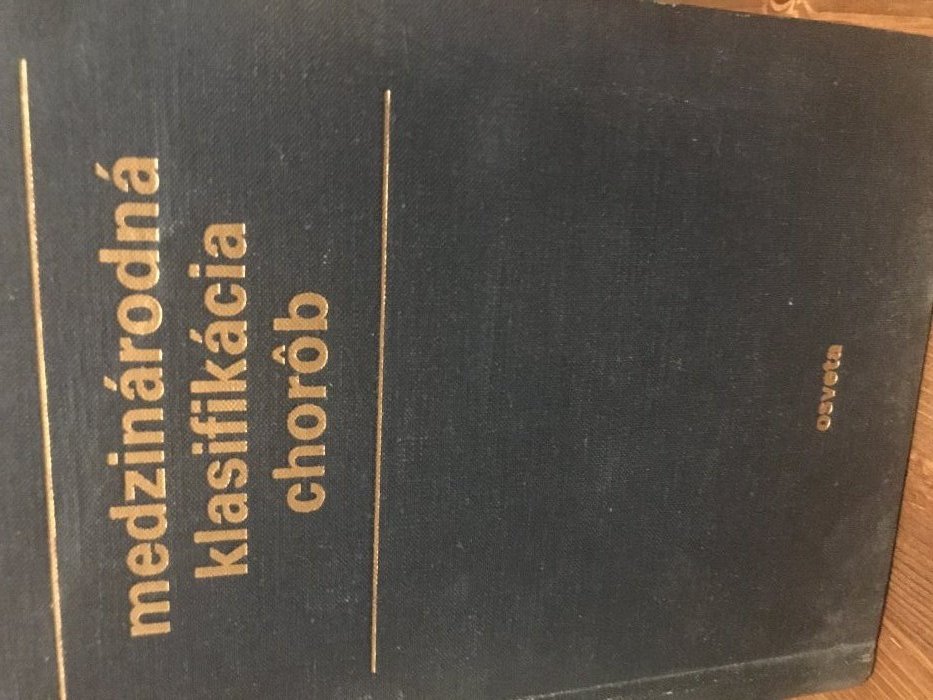 medzinárodná
klasifikácia
chorôb
osveta